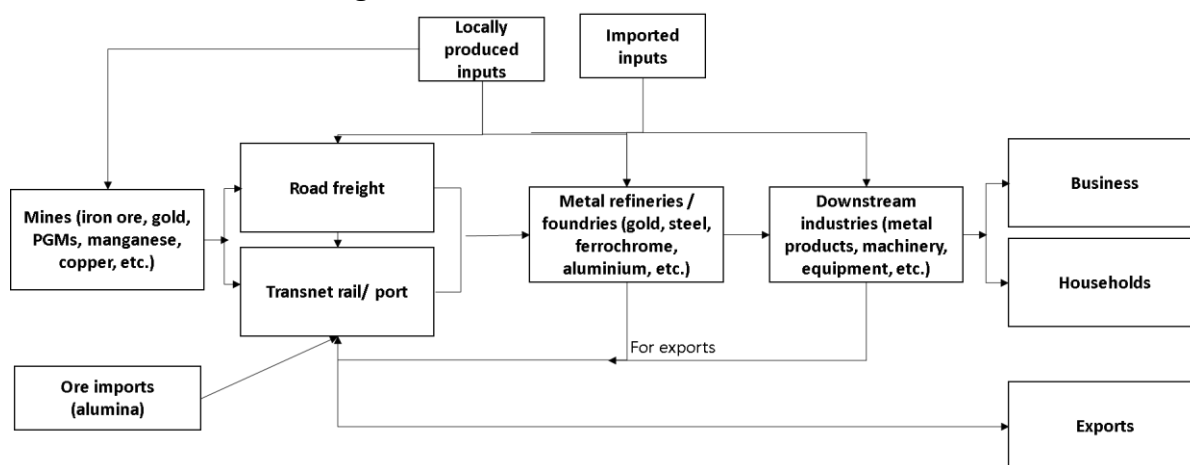 Locally
produced
inputs
Imported
inputs
Road freight
Mines (iron ore, gold,
PGMs, manganese,
copper, etc.)
Transnet rail/ port
Metal refineries /
foundries (gold, steel,
ferrochrome,
aluminium, etc.)
Downstream
industries (metal
products, machinery,
equipment, etc.)
Business
Households
For exports
Ore imports
(alumina)
Exports